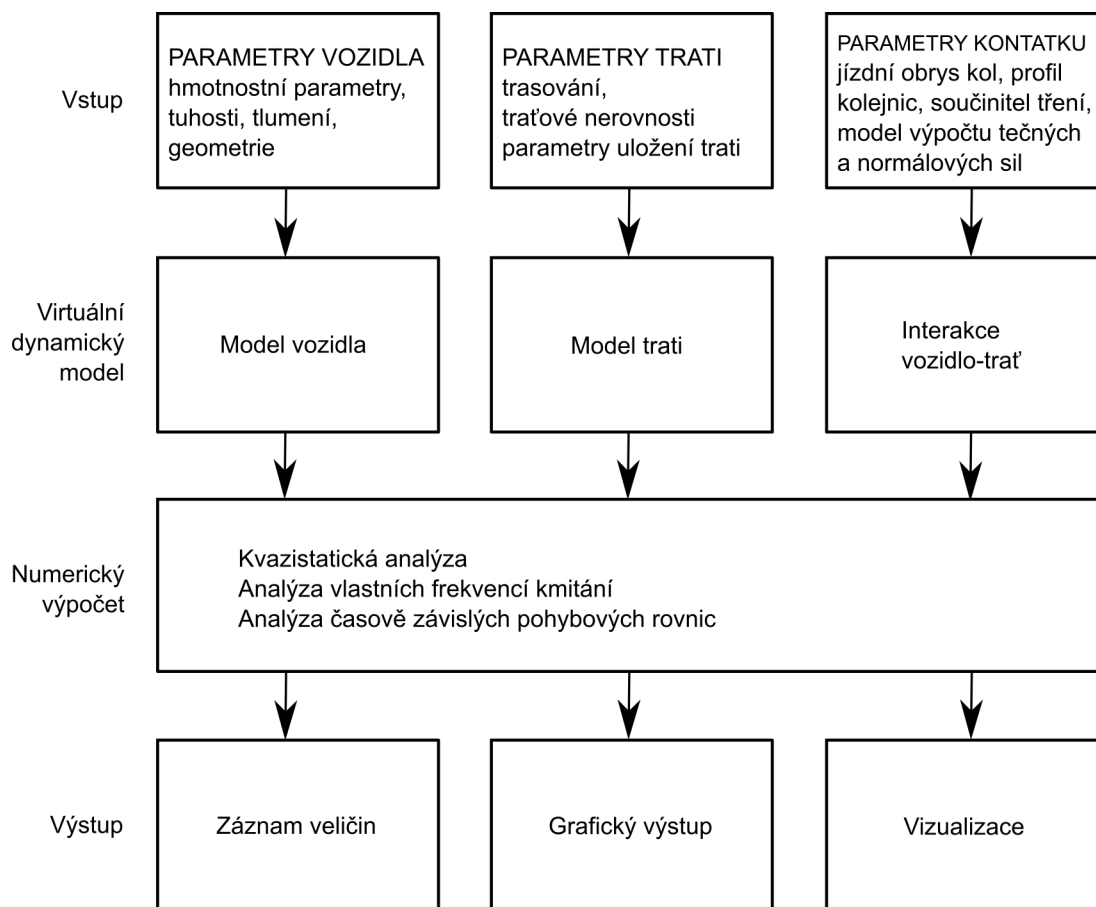 Vstup
PARAMETRY VOZIDLA
hmotnostní parametry,
tuhosti, tlumení,
geometrie
PARAMETRY TRATI
trasování,
traťové nerovnosti
parametry uložení trati
PARAMETRY KONTATKU
jízdní obrys kol, profil
kolejnic, součinitel tření,
model výpočtu tečných
a normálových sil
Virtuální
dynamický
model
Model vozidla
Model trati
Interakce
vozidlo-trať
Numerický
výpočet
Kvazistatická analýza
Analýza vlastních frekvencí kmitání
Analýza časově závislých pohybových rovnic
Výstup
Záznam veličin
Grafický výstup
Vizualizace